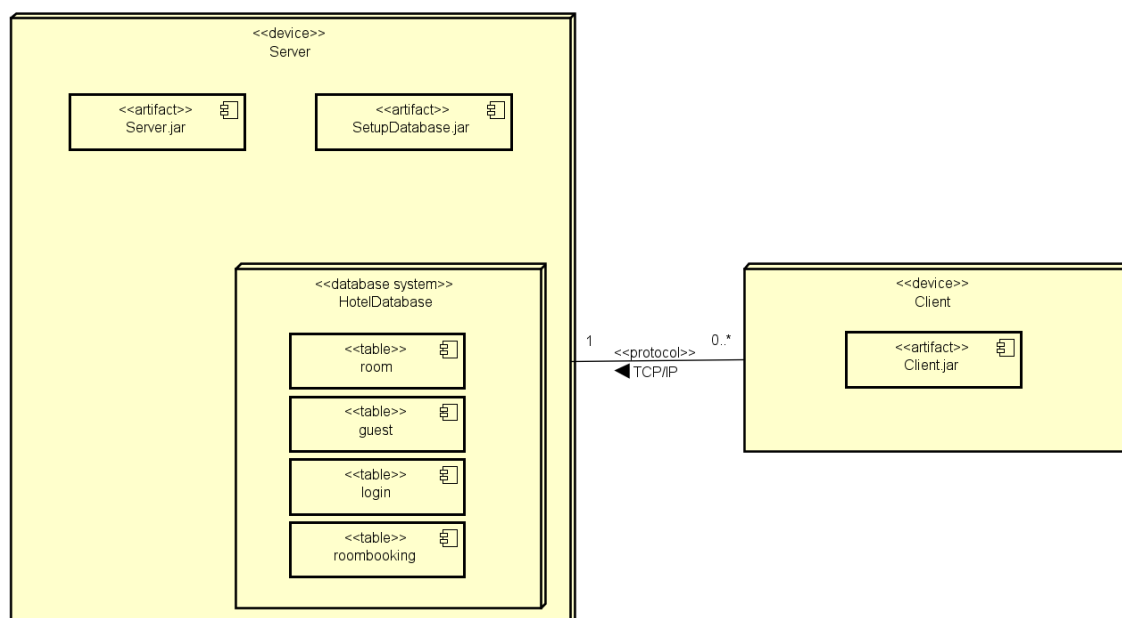 <<device>>
Server
<<artifact>>
Server.jar
<<artifact>>
SetupDatabase.jar
<<database system>>
HotelDatabase
<<table>>
room
<<table>>
guest
<<table>>
login
<<table>>
roombooking
1
<<protocol>>
0..*
TCP/IP
<<device>>
Client
<<artifact>>
Client.jar